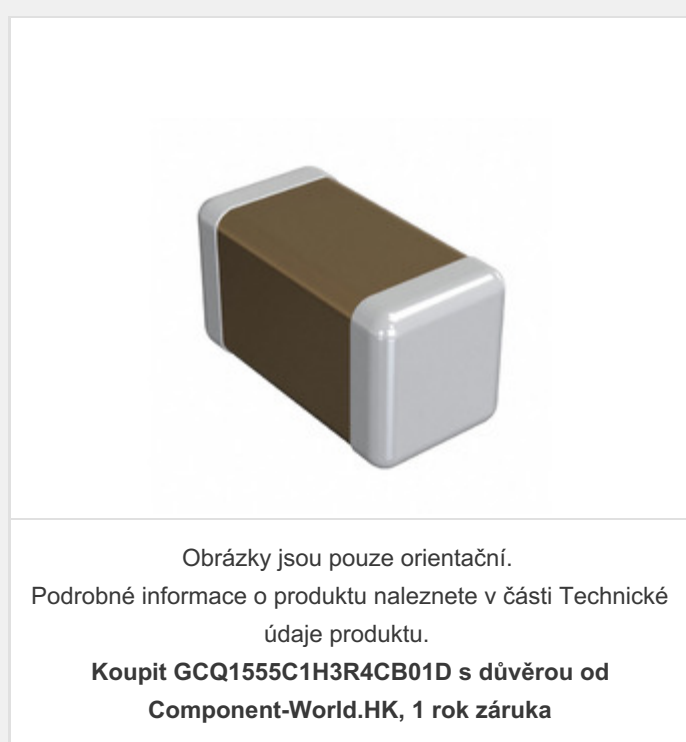 Obrázky jsou pouze orientační.
Podrobné informace o produktu naleznete v části Technické
údaje produktu.
Koupit GCQ1555C1H3R4CB01D s důvěrou od
Component-World.HK, 1 rok záruka